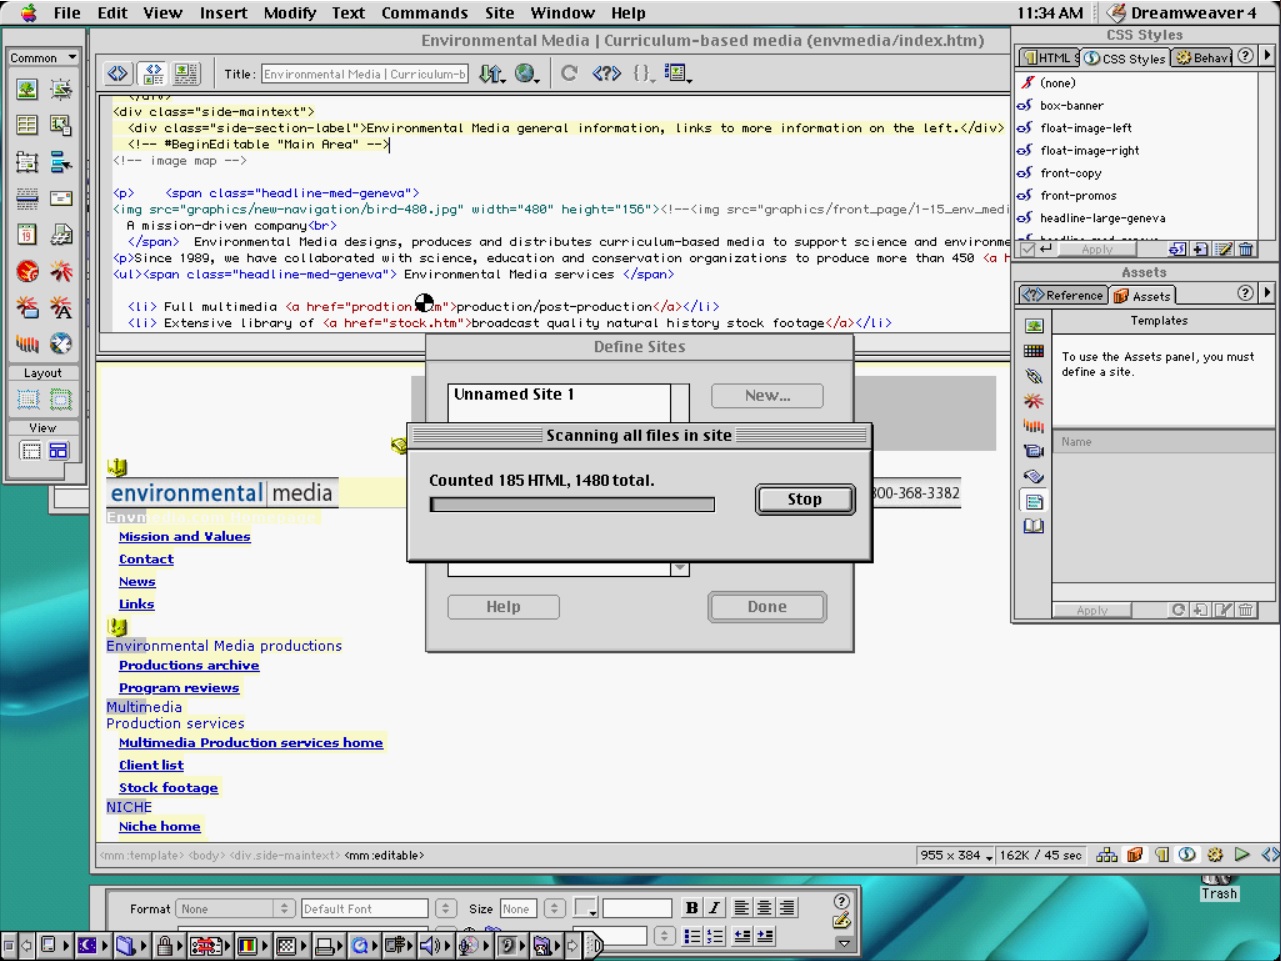 File Edit View Insert Modify Text Commands Site Window Help 11:34 AM Dreamweaver 4
Environmental Media | Curriculum-based media (envmedia/index.htm)
CSS Styles
Common
Title: Environmental Media | Curriculum-b
HTML S CSS Styles Behavi
(none)
box-banner
float-image-left
float-image-right
front-copy
front-promos
headline-large-geneva
headline-med-geneva
Apply
</div>
<div class="side-maintext">
<div class="side-section-label">Environmental Media general information, links to more information on the left.</div>
<!-- #BeginEditable "Main Area" -->
<!-- image map -->
<p> <span class="headline-med-geneva">
<img src="graphics/new-navigation/bird-480.jpg" width="480" height="156"><!--<img src="graphics/front_page/1-15_env_medi
A mission-driven company<br>
</span> Environmental Media designs, produces and distributes curriculum-based media to support science and environme
<p>Since 1989, we have collaborated with science, education and conservation organizations to produce more than 450 <a h
<ul><span class="headline-med-geneva"> Environmental Media services </span>
<li> Full multimedia <a href="prodtion m">production/post-production</a></li>
<li> Extensive library of <a href="stock.htm">broadcast quality natural history stock footage</a></li>
19
Layout
View
Assets
Reference Assets
Templates
To use the Assets panel, you must
define a site.
Name
Apply
Define Sites
Unnamed Site 1
New...
Scanning all files in site
Counted 185 HTML, 1480 total.
Stop
Help
Done
environmental media
800-368-3382
Mission and Values
Contact
News
Links
Environmental Media productions
Productions archive
Program reviews
Multimedia
Production services
Multimedia Production services home
Client list
Stock footage
NICHE
Niche home
<mm:template> <body> <div.side-maintext> <mm:editable>
955 x 384 162K / 45 sec
Trash
Format None Default Font Size None B I